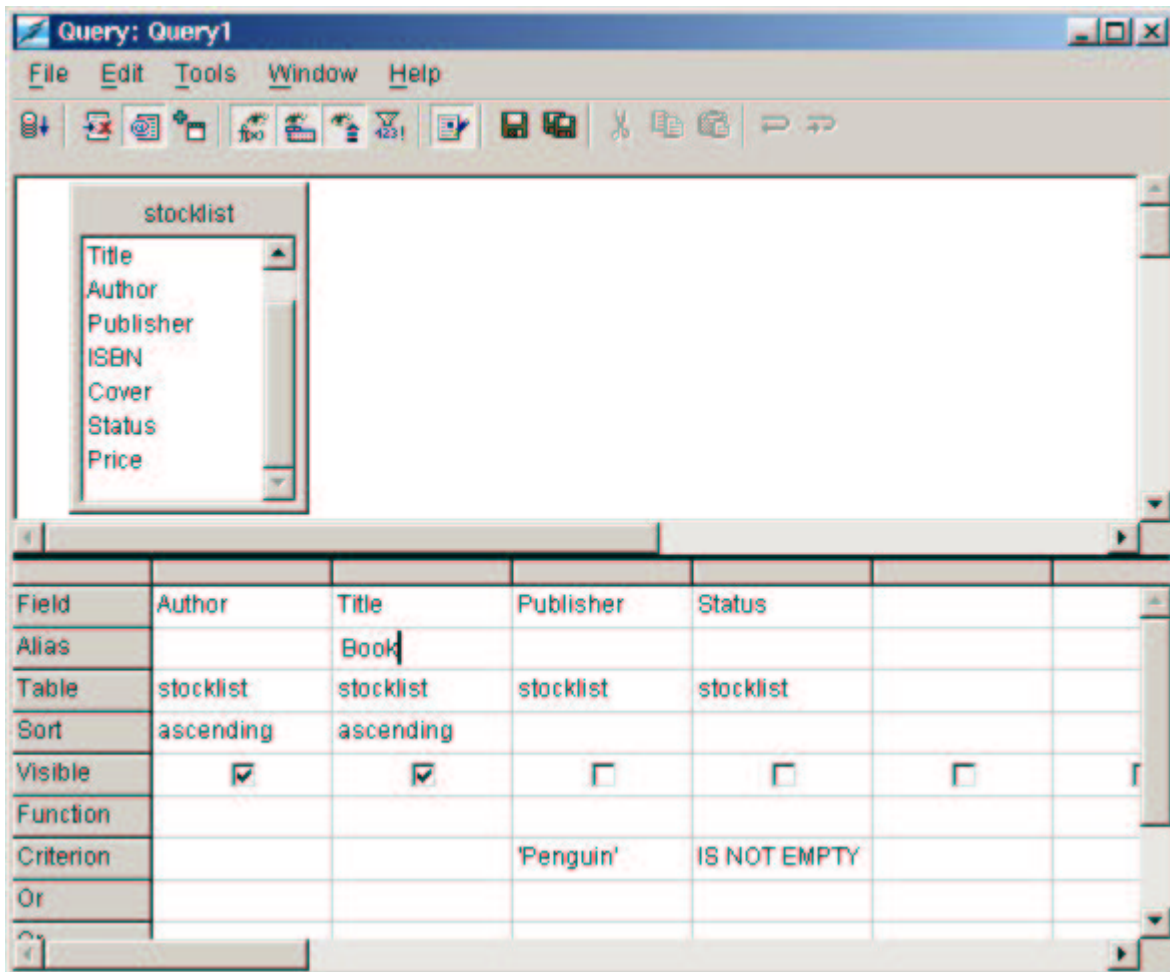 Query: Query1
File Edit Tools Window Help
stocklist
Title
Author
Publisher
ISBN
Cover
Status
Price
Field Author Title Publisher Status
Alias Book
Table stocklist stocklist stocklist stocklist
Sort ascending ascending
Visible
Function
Criterion 'Penguin' IS NOT EMPTY
Or